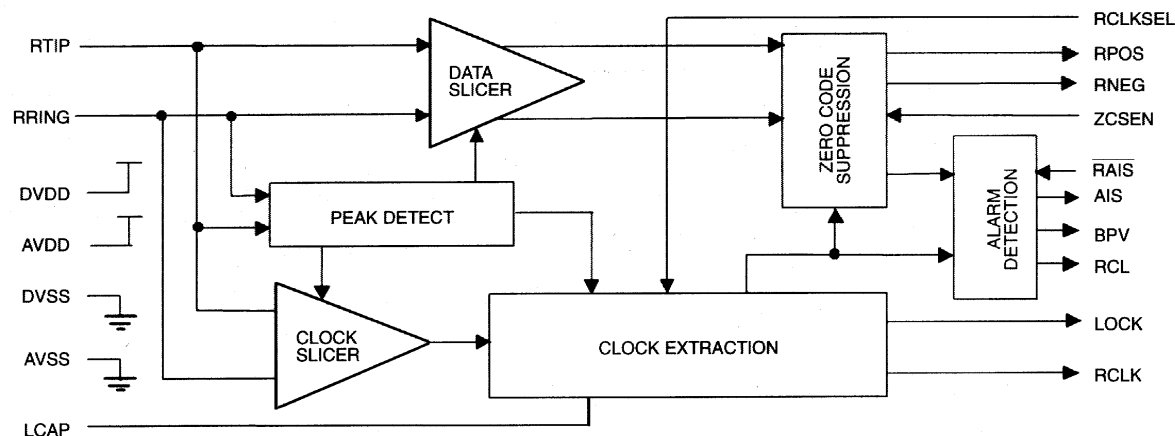 RTIP
RRING
DVDD
AVDD
DVSS
AVSS
LCAP
DATA
SLICER
PEAK DETECT
CLOCK
SLICER
CLOCK EXTRACTION
ZERO CODE
SUPPRESSION
ALARM
DETECTION
RCLKSEL
RPOS
RNEG
ZCSEN
RAIS
AIS
BPV
RCL
LOCK
RCLK